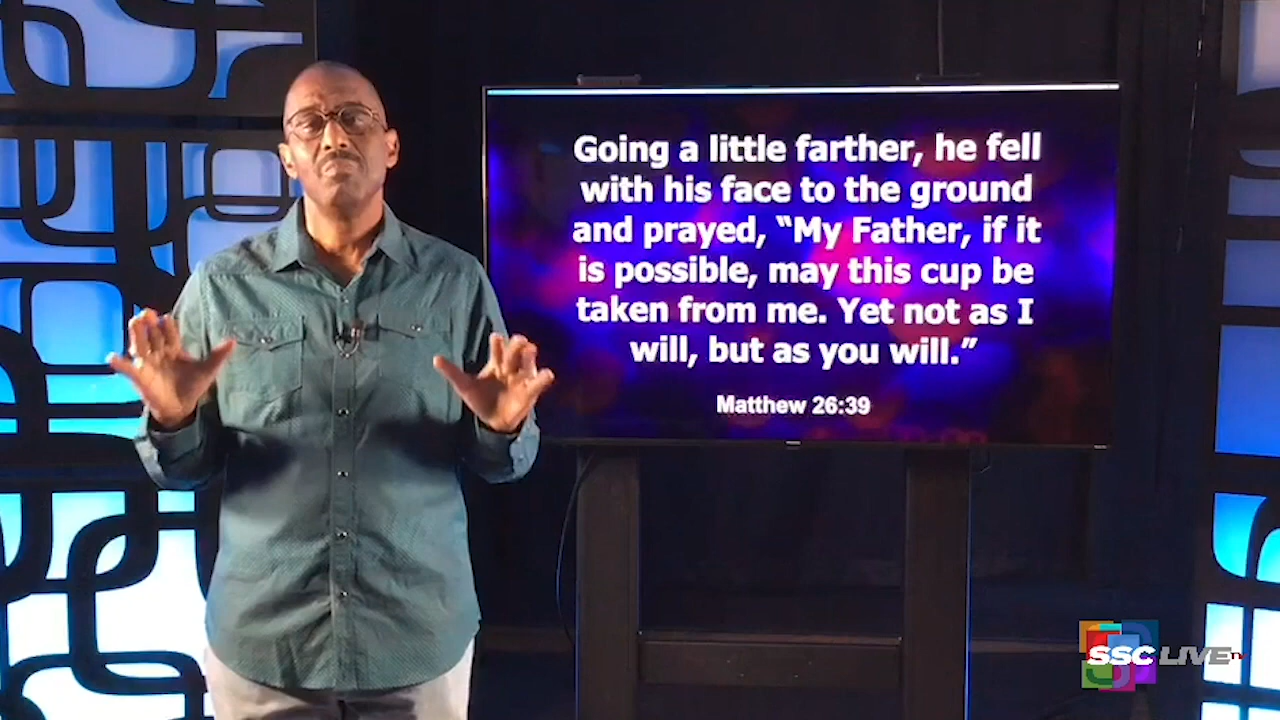 Going a little farther, he fell
with his face to the ground
and prayed, “My Father, if it
is possible, may this cup be
taken from me. Yet not as I
will, but as you will.”
Matthew 26:39
SSC LIVE TV